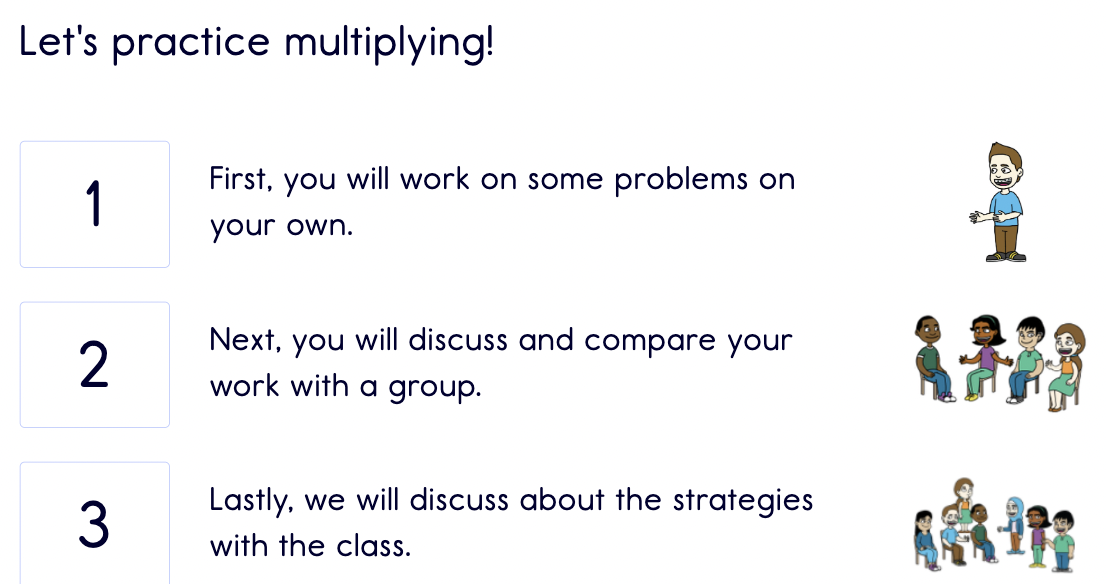 Let's practice multiplying!
1
First, you will work on some problems on
your own.
2
Next, you will discuss and compare your
work with a group.
3
Lastly, we will discuss about the strategies
with the class.